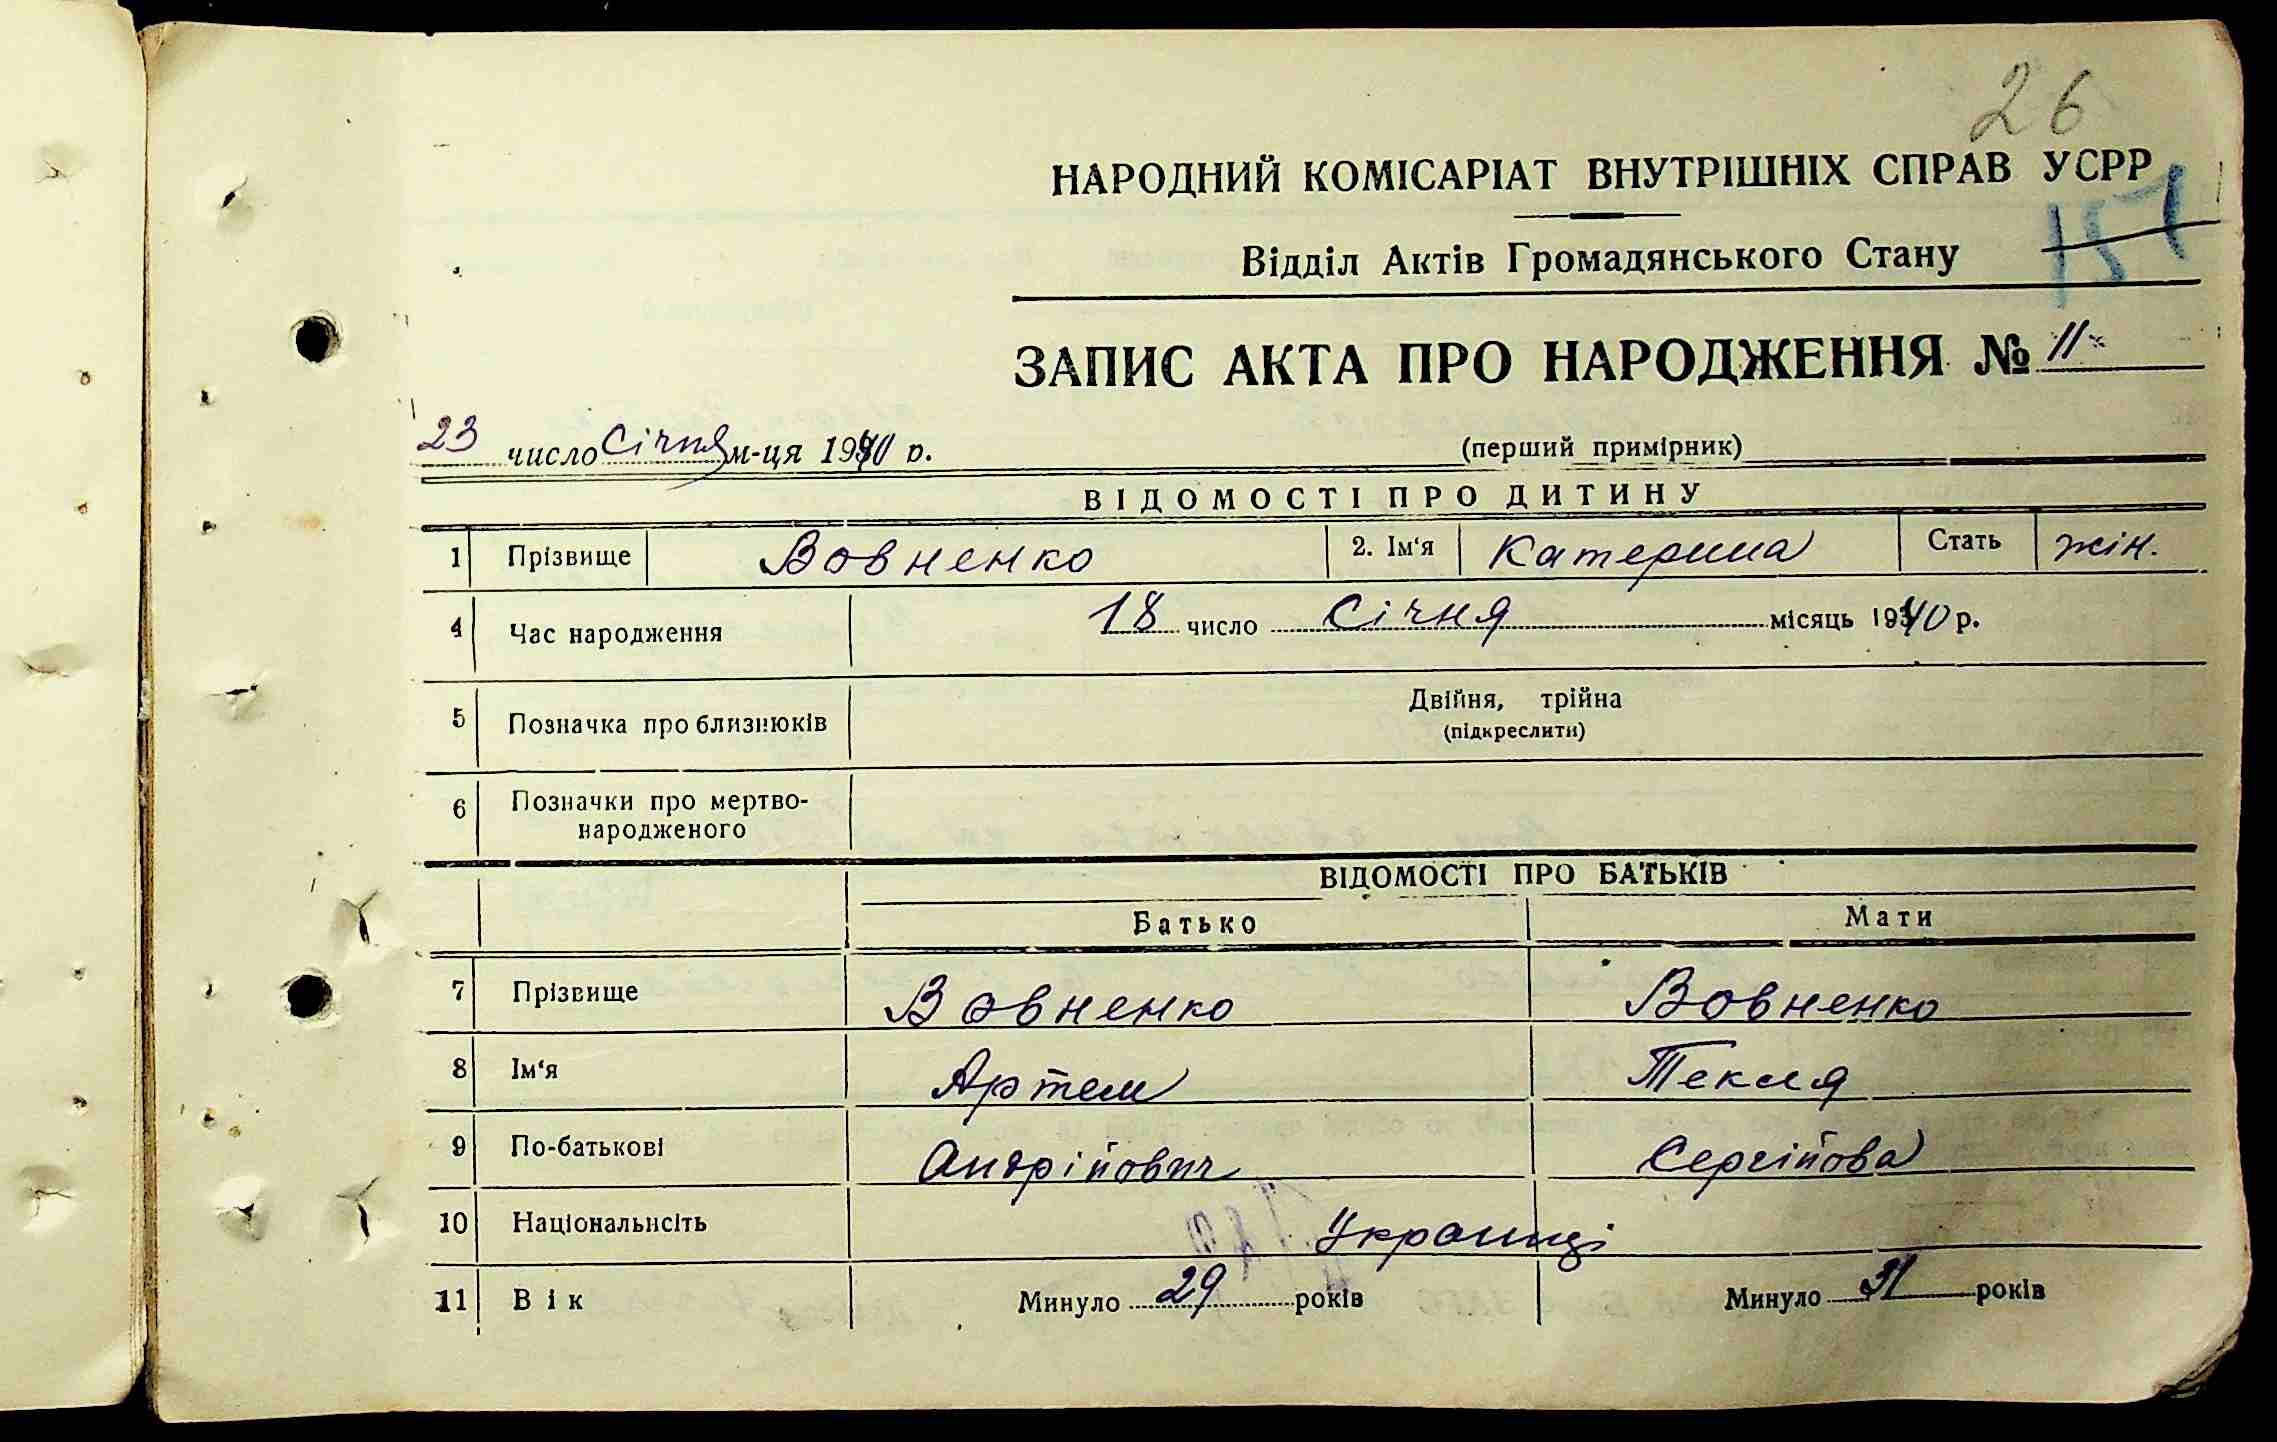 26
НАРОДНИЙ КОМІСАРІАТ ВНУТРІШНІХ СПРАВ УСРР
Відділ Актів Громадянського Стану
ЗАПИС АКТА ПРО НАРОДЖЕННЯ № 11
23 число Січня м-ця 1940 р.
(перший примірник)
ВІДОМОСТІ ПРО ДИТИНУ
1 Прізвище Вовненко 2. Ім'я Катерина Стать жін.
4 Час народження 18 число Січня місяць 1940 р.
5 Позначка про близнюків Двійня, трійна
(підкреслити)
6 Позначки про мертво-
народженого
ВІДОМОСТІ ПРО БАТЬКІВ
Батько Мати
7 Прізвище Вовненко Вовненко
8 Ім'я Артем Текля
9 По-батькові Андрійович Сергійова
10 Національнсіть Украинці
11 Вік Минуло 29 років Минуло 31 років